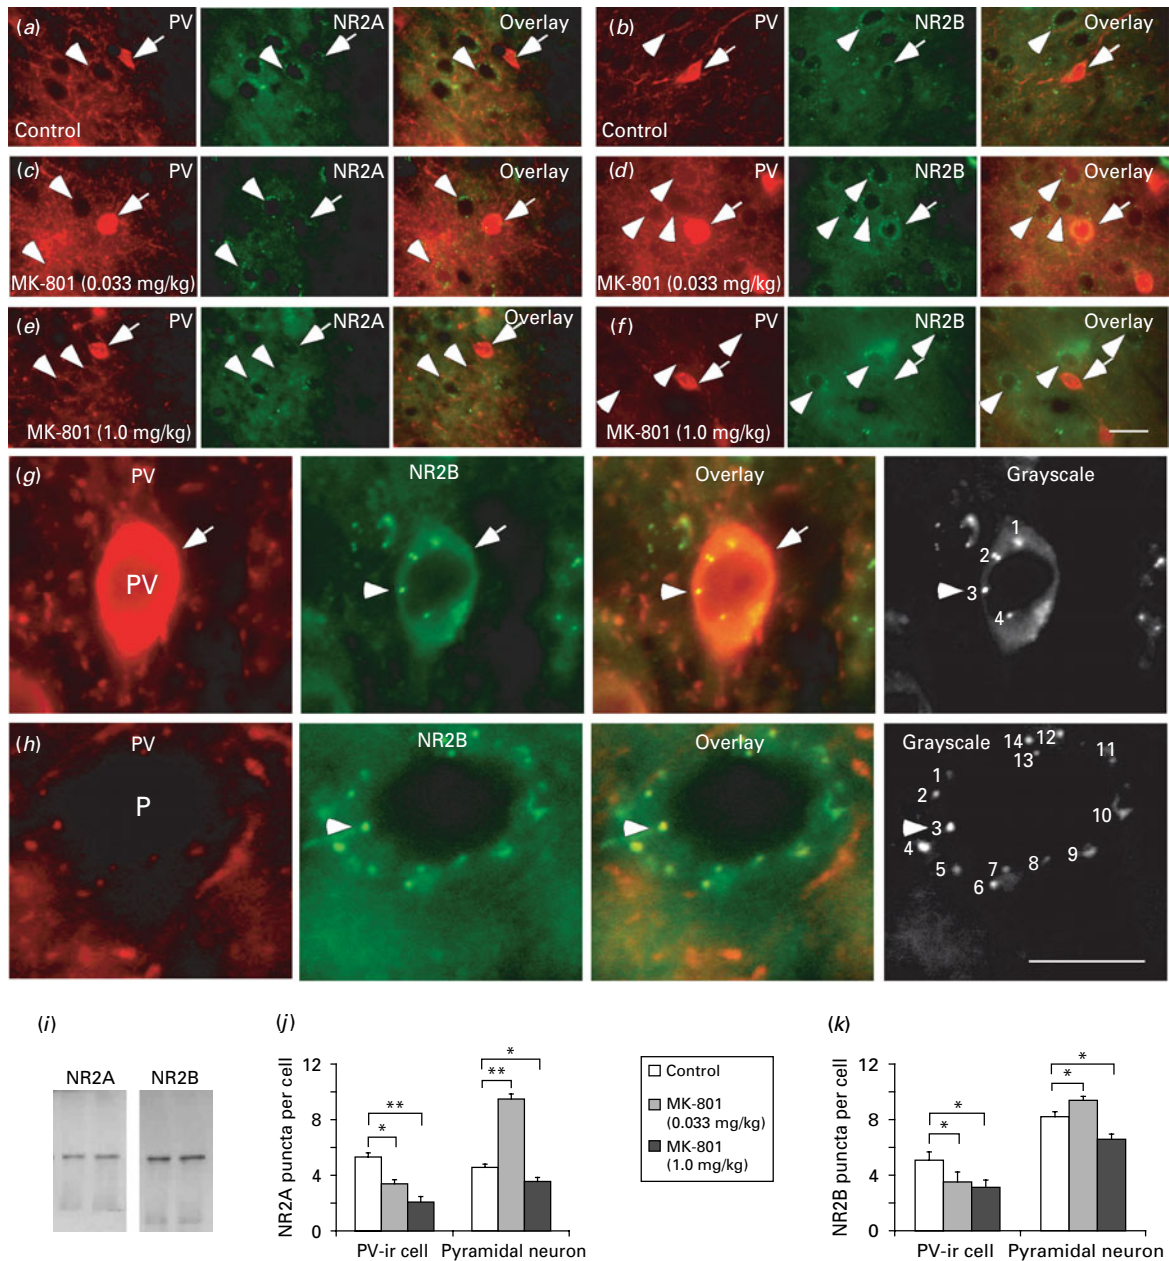 (a) PV NR2A Overlay
Control
(b) PV NR2B Overlay
Control
(c) PV NR2A Overlay
MK-801 (0.033 mg/kg)
(d) PV NR2B Overlay
MK-801 (0.033 mg/kg)
(e) PV NR2A Overlay
MK-801 (1.0 mg/kg)
(f) PV NR2B Overlay
MK-801 (1.0 mg/kg)
(g) PV NR2B Overlay Grayscale
PV
1
2
3
4
(h) PV NR2B Overlay Grayscale
P
14 12
13 11
1
2
10
3
4
9
8
7
5
6
(i)
NR2A NR2B
(j)
NR2A puncta per cell
12
8
4
0
**
*
*
**
PV-ir cell Pyramidal neuron
Control
MK-801
(0.033 mg/kg)
MK-801
(1.0 mg/kg)
(k)
NR2B puncta per cell
12
8
4
0
*
*
*
*
PV-ir cell Pyramidal neuron